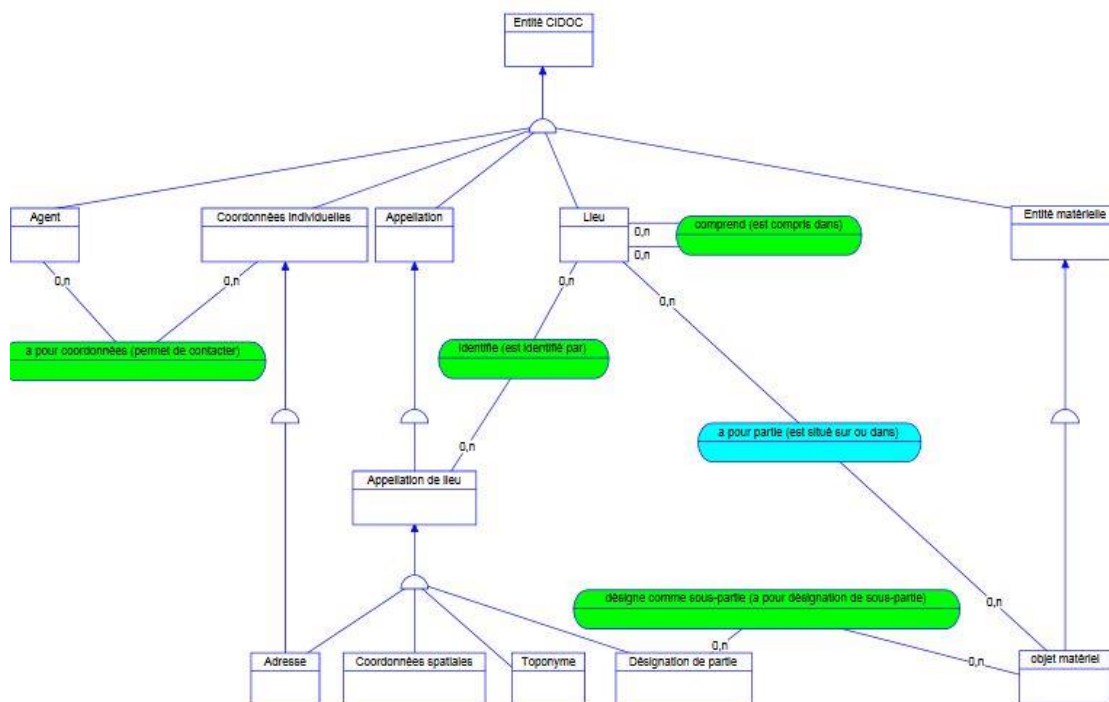 Entité CIDOC
Agent
Coordonnées Individuelles
Appellation
Lieu
Entité matérielle
0,n
comprend (est compris dans)
0,n
0,n
0,n
0,n
0,n
a pour coordonnées (permet de contacter)
identifie (est identifié par)
a pour partie (est situé sur ou dans)
0,n
Appellation de lieu
désigne comme sous-partie (a pour désignation de sous-partie)
0,n
0,n
0,n
Adresse
Coordonnées spatiales
Toponyme
Désignation de partie
objet matériel